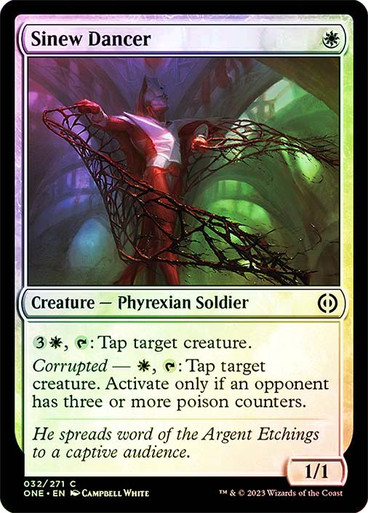 Sinew Dancer
Creature — Phyrexian Soldier
3, : Tap target creature.
Corrupted — , : Tap target
creature. Activate only if an opponent
has three or more poison counters.
He spreads word of the Argent Etchings
to a captive audience.
1/1
032/271 C
ONE • EN Campbell White
™ & © 2023 Wizards of the Coast